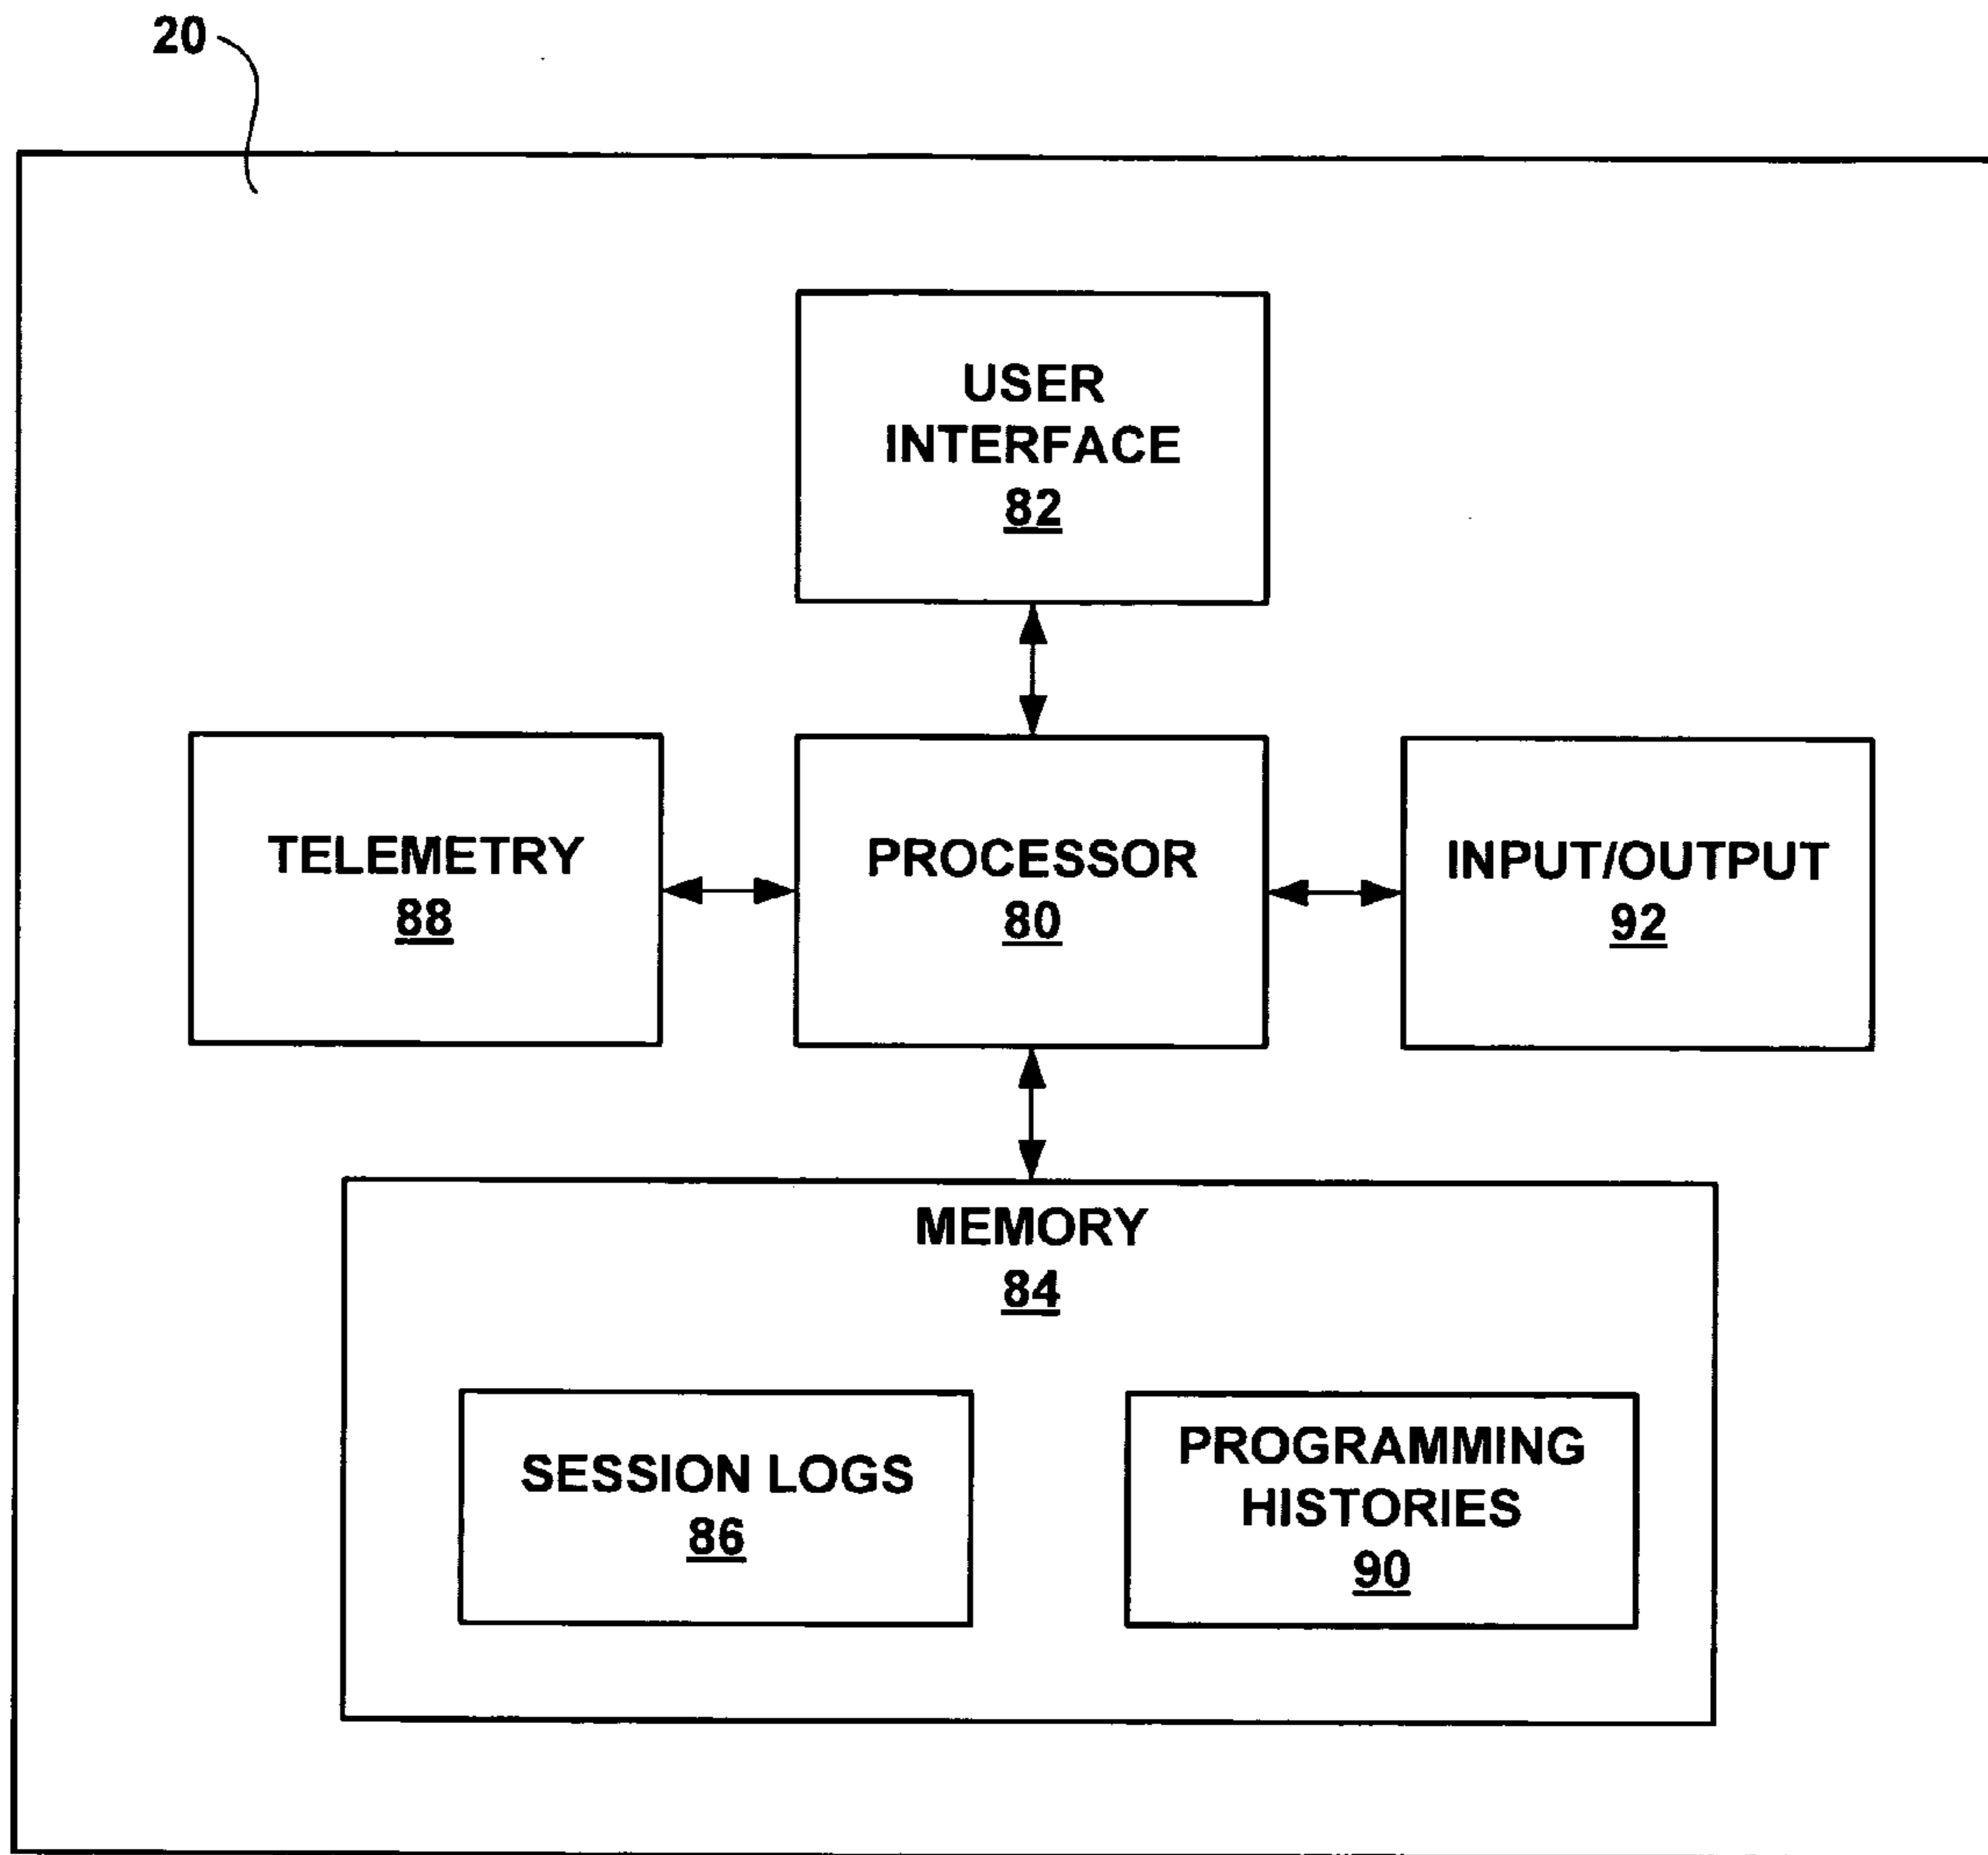 20
USER
INTERFACE
82
TELEMETRY
88
PROCESSOR
80
INPUT/OUTPUT
92
MEMORY
84
SESSION LOGS
86
PROGRAMMING
HISTORIES
90